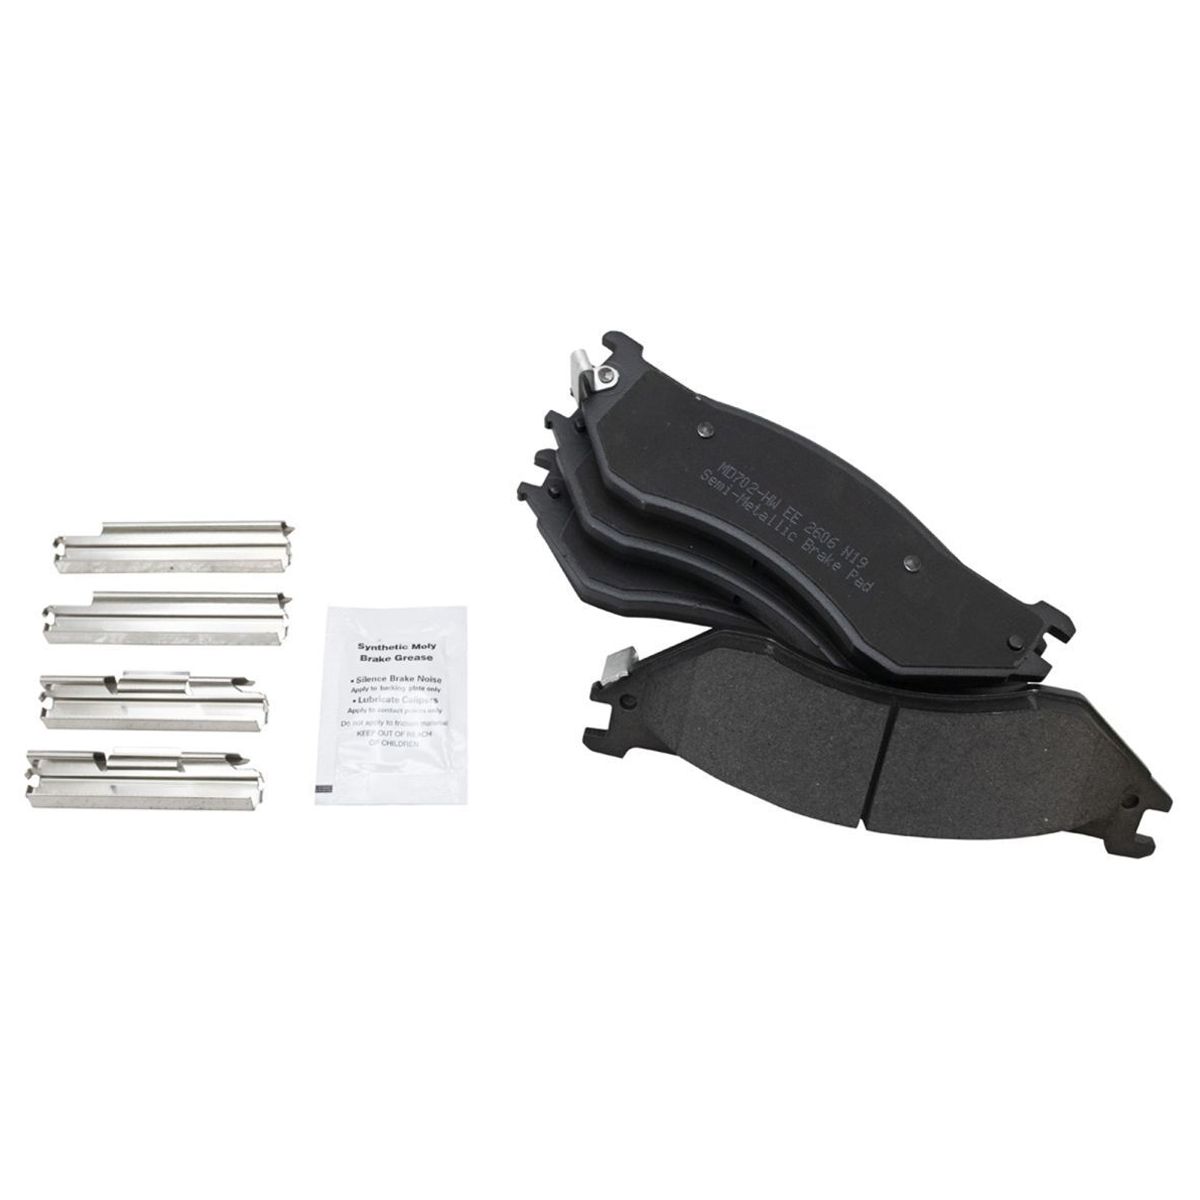 MD702-HW EE 2606 N19
Semi-Metallic Brake Pad
Synthetic Moly
Brake Grease
• Silence Brake Noise
Apply to backing plate only
• Lubricate Calipers
Apply to contact points only
Do not apply to friction material
KEEP OUT OF REACH
OF CHILDREN